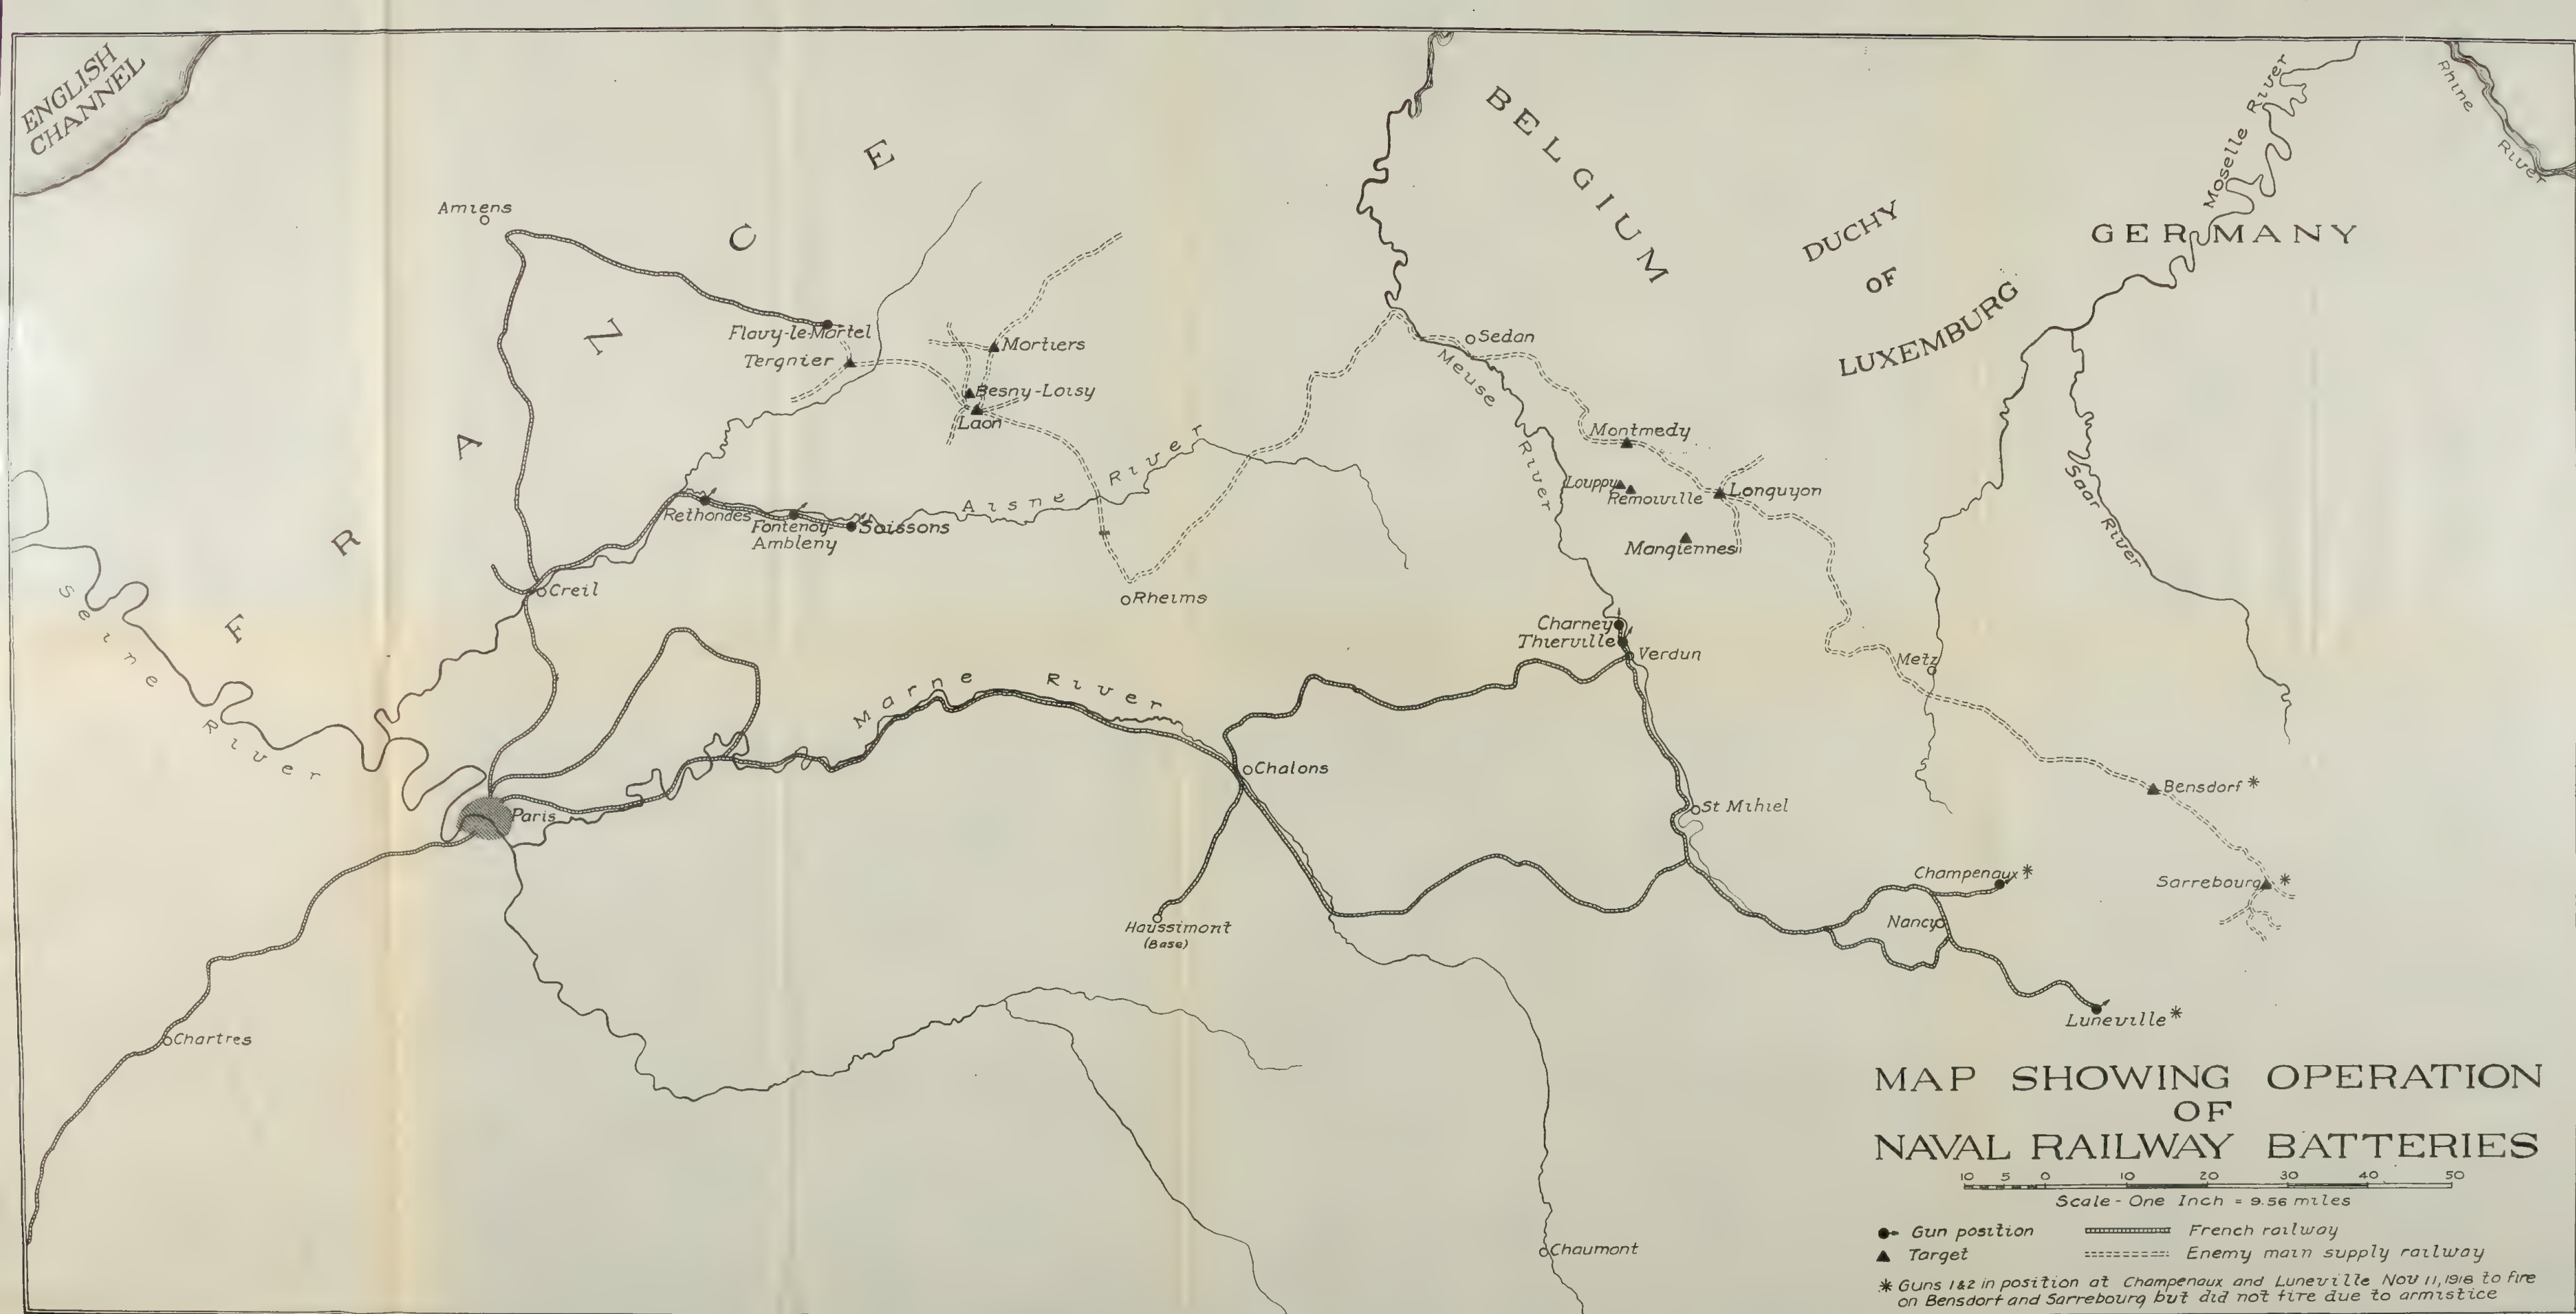 ENGLISH
CHANNEL
FRANCE
BELGIUM
DUCHY
OF
LUXEMBURG
GERMANY
Moselle River
Rhine River
Amiens
Flavy-le-Martel
Tergnier
Mortiers
Besny-Loisy
Laon
Sedan
Meuse River
Montmedy
Louppy
Remoiville
Longuyon
Mangiennes
Saar River
Rethondes
Fontenoy-
Ambleny
Soissons
Aisne River
Creil
Rheims
Seine River
Charney
Thierville
Verdun
Metz
Marne River
Chalons
Paris
St Mihiel
Bensdorf *
Champenaux *
Sarrebourg *
Nancy
Haussimont
(Base)
Luneville *
Chartres
Chaumont
MAP SHOWING OPERATION
OF
NAVAL RAILWAY BATTERIES
10 5 0 10 20 30 40 50
Scale - One Inch = 9.56 miles
Gun position French railway
Target Enemy main supply railway
* Guns 1&2 in position at Champenaux and Luneville Nov 11, 1918 to fire
on Bensdorf and Sarrebourg but did not fire due to armistice